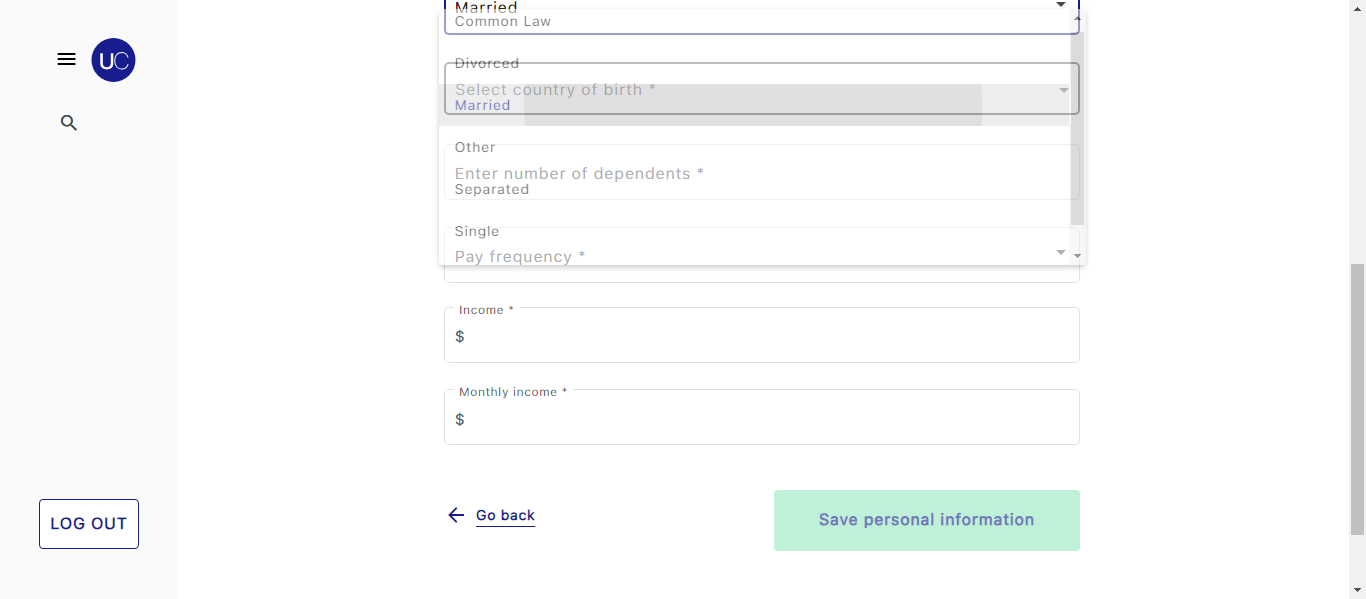 Married
Common Law
UC
Divorced
Select country of birth *
Married
Other
Enter number of dependents *
Separated
Single
Pay frequency *
Income *
$
Monthly income *
$
Go back
Save personal information
LOG OUT